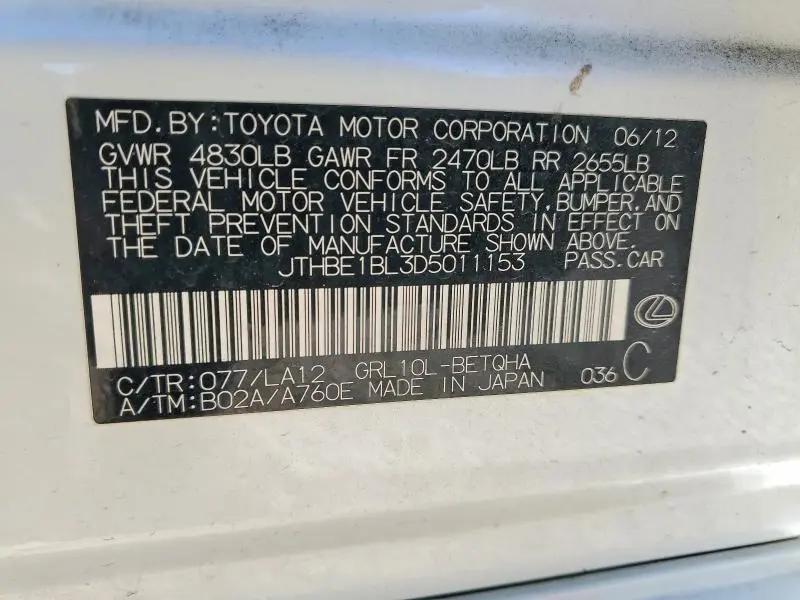 MFD.BY:TOYOTA MOTOR CORPORATION 06/12
GVWR 4830LB GAWR FR 2470LB RR 2655LB
THIS VEHICLE CONFORMS TO ALL APPLICABLE
FEDERAL MOTOR VEHICLE SAFETY,BUMPER,AND
THEFT PREVENTION STANDARDS IN EFFECT ON
THE DATE OF MANUFACTURE SHOWN ABOVE.
JTHBE1BL3D5011153 PASS.CAR
C/TR:077/LA12 GRL10L-BETQHA
A/TM:B02A/A760E MADE IN JAPAN 036 C